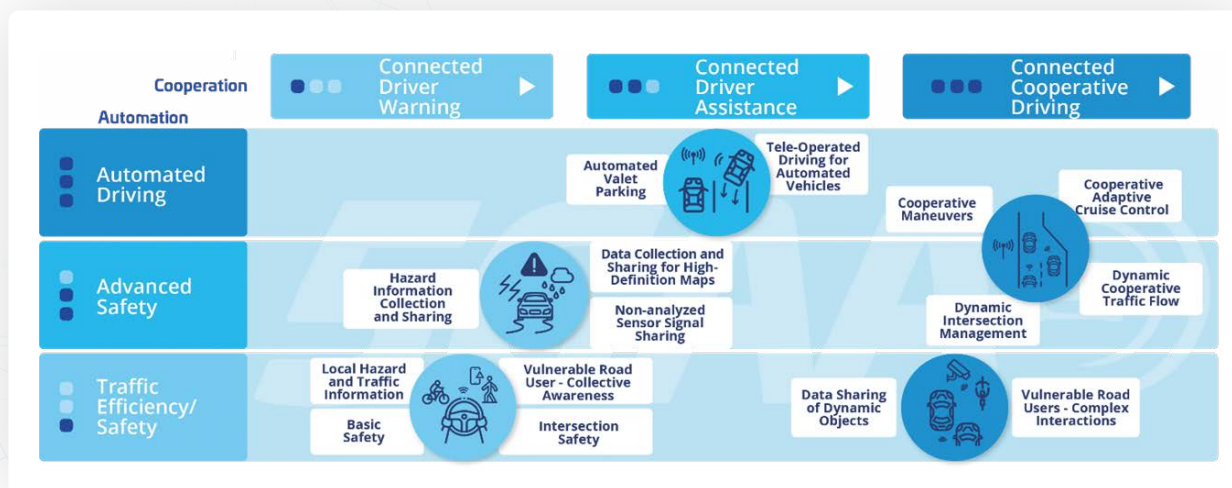 Cooperation
Automation
Connected
Driver
Warning
Connected
Driver
Assistance
Connected
Cooperative
Driving
Automated
Driving
Automated
Valet
Parking
Tele-Operated
Driving for
Automated
Vehicles
Cooperative
Maneuvers
Cooperative
Adaptive
Cruise Control
Advanced
Safety
Hazard
Information
Collection
and Sharing
Data Collection and
Sharing for High-
Definition Maps
Non-analyzed
Sensor Signal
Sharing
Dynamic
Intersection
Management
Dynamic
Cooperative
Traffic Flow
Traffic
Efficiency/
Safety
Local Hazard
and Traffic
Information
Basic
Safety
Vulnerable Road
User - Collective
Awareness
Intersection
Safety
Data Sharing
of Dynamic
Objects
Vulnerable Road
Users - Complex
Interactions
5GAA